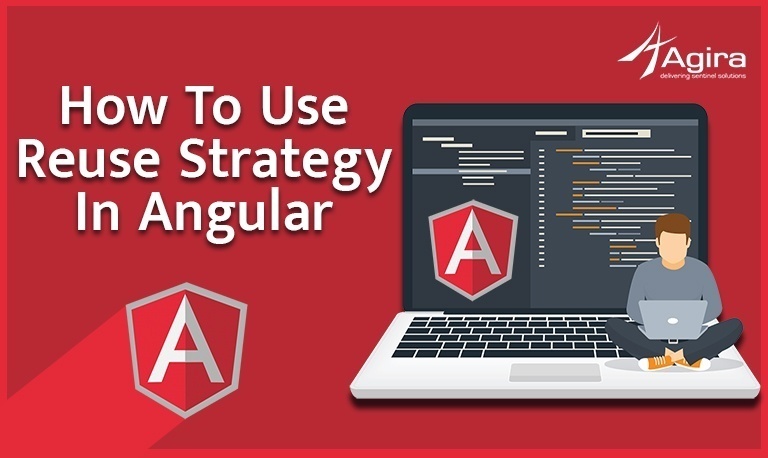 Agira
delivering sentinel solutions
How To Use
Reuse Strategy
In Angular
A
A